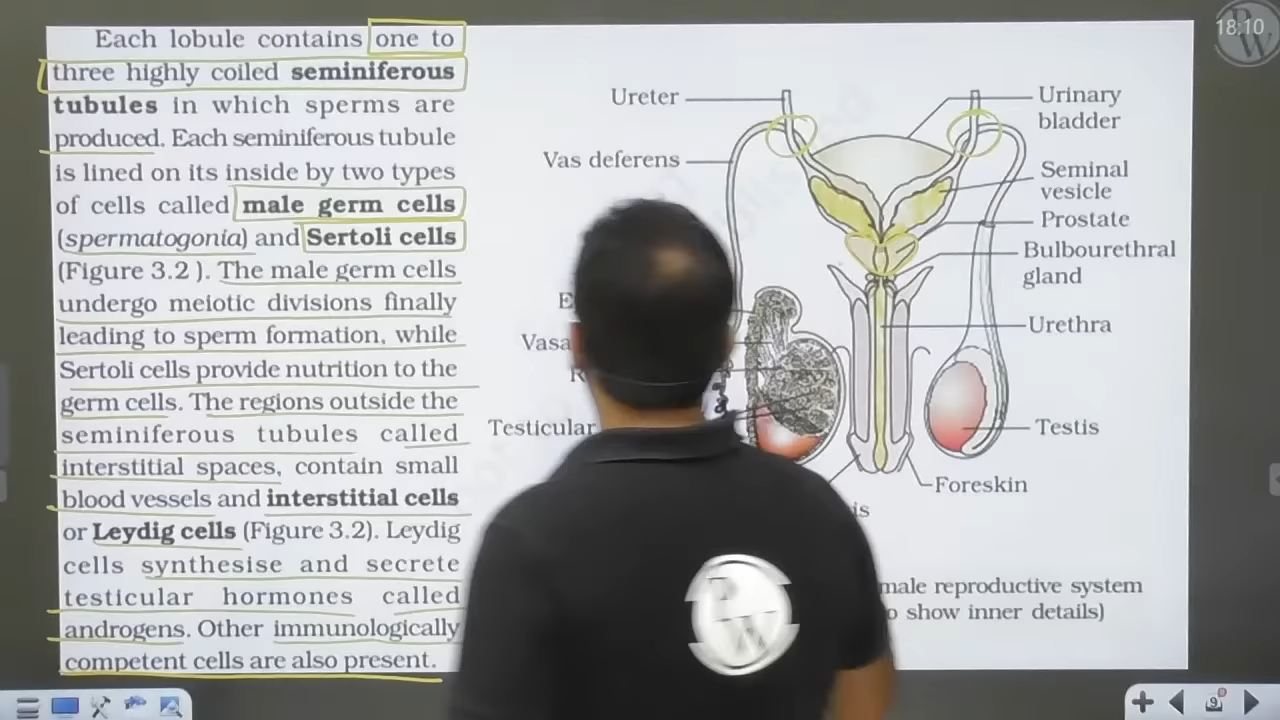 Each lobule contains one to
three highly coiled seminiferous
tubules in which sperms are
produced. Each seminiferous tubule
is lined on its inside by two types
of cells called male germ cells
(spermatogonia) and Sertoli cells
(Figure 3.2 ). The male germ cells
undergo meiotic divisions finally
leading to sperm formation, while
Sertoli cells provide nutrition to the
germ cells. The regions outside the
seminiferous tubules called
interstitial spaces, contain small
blood vessels and interstitial cells
or Leydig cells (Figure 3.2). Leydig
cells synthesise and secrete
testicular hormones called
androgens. Other immunologically
competent cells are also present.
Ureter
Vas deferens
Vasa
Testicular
Urinary
bladder
Seminal
vesicle
Prostate
Bulbourethral
gland
Urethra
Testis
Foreskin
male reproductive system
show inner details)
18:10
PW
9